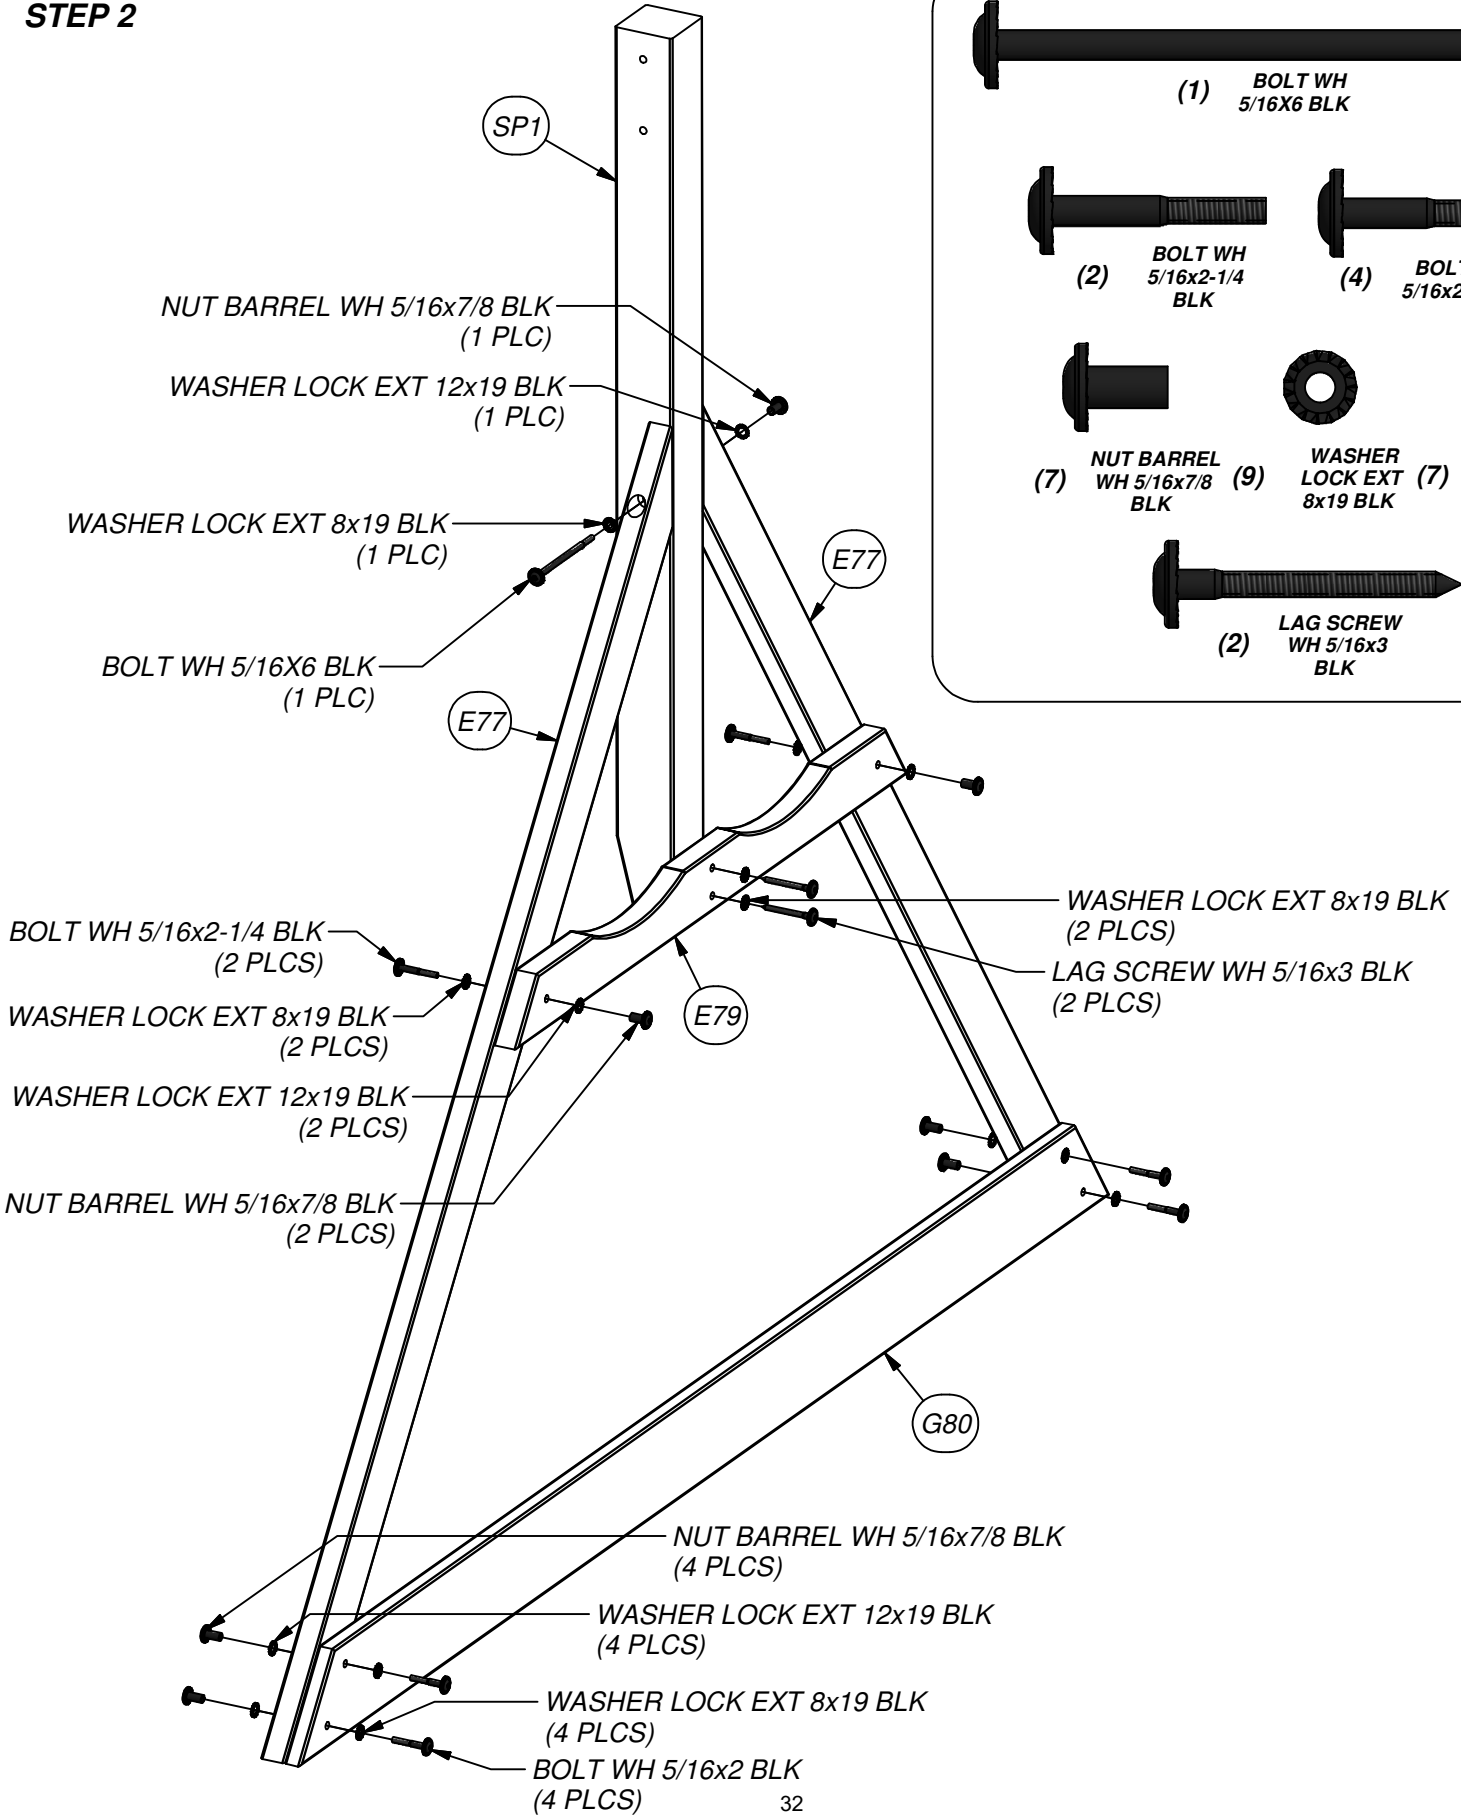 STEP 2
(1)
BOLT WH
5/16X6 BLK
SP1
(2)
BOLT WH
5/16x2-1/4
BLK
(4)
BOLT
5/16x2
NUT BARREL WH 5/16x7/8 BLK
(1 PLC)
WASHER LOCK EXT 12x19 BLK
(1 PLC)
(7)
NUT BARREL
WH 5/16x7/8
BLK
(9)
WASHER
LOCK EXT
8x19 BLK
(7)
WASHER LOCK EXT 8x19 BLK
(1 PLC)
E77
(2)
LAG SCREW
WH 5/16x3
BLK
BOLT WH 5/16X6 BLK
(1 PLC)
E77
WASHER LOCK EXT 8x19 BLK
(2 PLCS)
LAG SCREW WH 5/16x3 BLK
(2 PLCS)
BOLT WH 5/16x2-1/4 BLK
(2 PLCS)
WASHER LOCK EXT 8x19 BLK
(2 PLCS)
E79
WASHER LOCK EXT 12x19 BLK
(2 PLCS)
NUT BARREL WH 5/16x7/8 BLK
(2 PLCS)
G80
NUT BARREL WH 5/16x7/8 BLK
(4 PLCS)
WASHER LOCK EXT 12x19 BLK
(4 PLCS)
WASHER LOCK EXT 8x19 BLK
(4 PLCS)
BOLT WH 5/16x2 BLK
(4 PLCS)
32